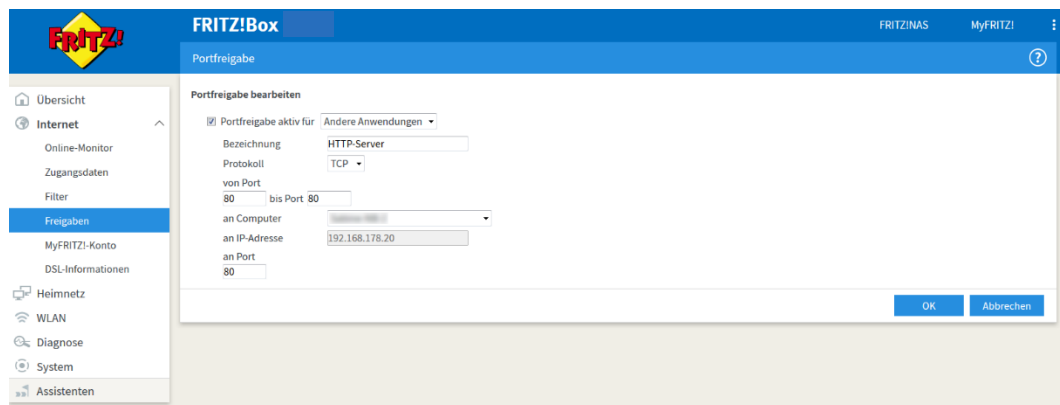 FRITZ!
FRITZ!Box
FRITZ!NAS MyFRITZ!
Portfreigabe
?
Übersicht
Internet
Online-Monitor
Zugangsdaten
Filter
Freigaben
MyFRITZ!-Konto
DSL-Informationen
Heimnetz
WLAN
Diagnose
System
Assistenten
Portfreigabe bearbeiten
Portfreigabe aktiv für Andere Anwendungen
Bezeichnung HTTP-Server
Protokoll TCP
von Port
80 bis Port 80
an Computer
an IP-Adresse 192.168.178.20
an Port
80
OK Abbrechen